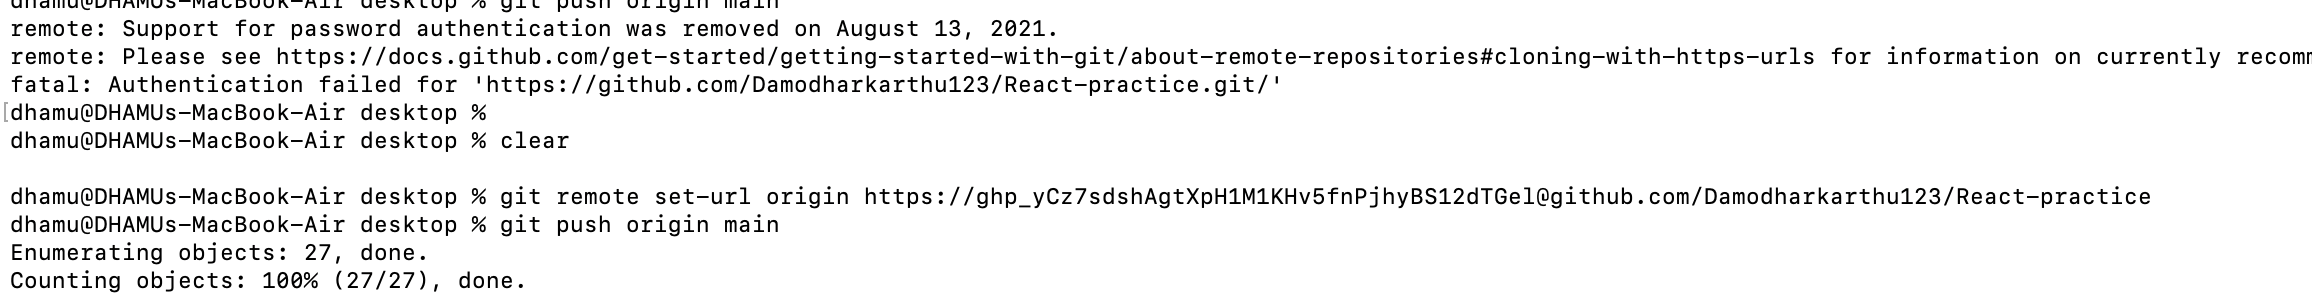 dhamu@DHAMUs-MacBook-Air desktop % git push origin main
remote: Support for password authentication was removed on August 13, 2021.
remote: Please see https://docs.github.com/get-started/getting-started-with-git/about-remote-repositories#cloning-with-https-urls for information on currently
fatal: Authentication failed for 'https://github.com/Damodharkarthu123/React-practice.git/'
[dhamu@DHAMUs-MacBook-Air desktop %
dhamu@DHAMUs-MacBook-Air desktop % clear
dhamu@DHAMUs-MacBook-Air desktop % git remote set-url origin https://[access token redacted]@github.com/Damodharkarthu123/React-practice
dhamu@DHAMUs-MacBook-Air desktop % git push origin main
Enumerating objects: 27, done.
Counting objects: 100% (27/27), done.